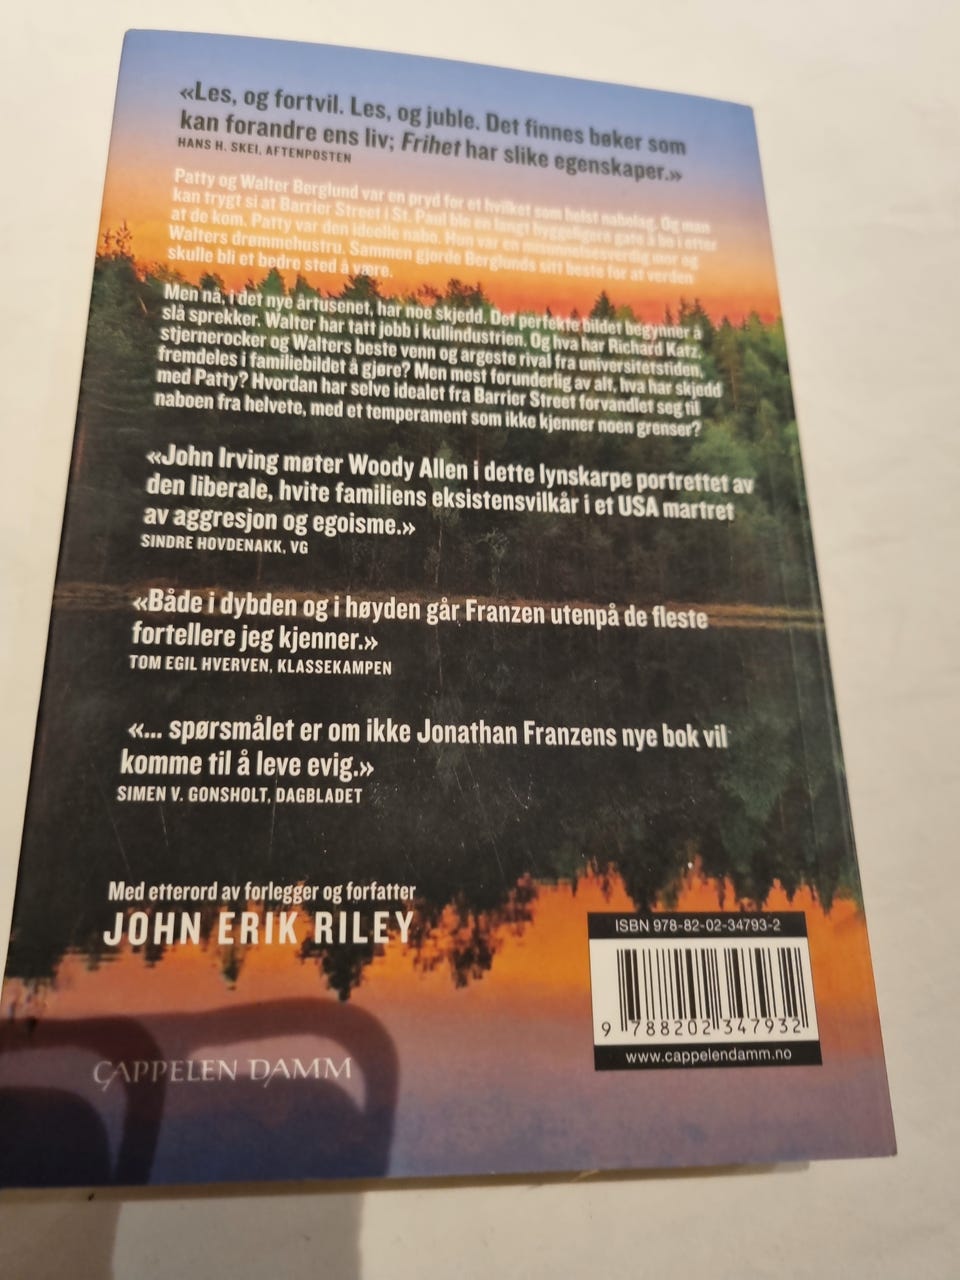 «Les, og fortvil. Les, og juble. Det finnes bøker som
kan forandre ens liv; Frihet har slike egenskaper.»
HANS H. SKEI, AFTENPOSTEN
Patty og Walter Berglund var en pryd for et hvilket som helst nabolag. Og man
kan trygt si at Barrier Street i St. Paul ble en langt hyggeligere gate å bo i etter
at de kom. Patty var den ideelle nabo. Hun var en misunnelsesverdig mor og
Walters drømmehustru. Sammen gjorde Berglunds sitt beste for at verden
skulle bli et bedre sted å være.
Men nå, i det nye årtusenet, har noe skjedd. Det perfekte bildet begynner å
slå sprekker. Walter har tatt jobb i kullindustrien. Og hva har Richard Katz,
stjernerocker og Walters beste venn og argeste rival fra universitetstiden,
fremdeles i familiebildet å gjøre? Men mest forunderlig av alt, hva har skjedd
med Patty? Hvordan har selve idealet fra Barrier Street forvandlet seg til
naboen fra helvete, med et temperament som ikke kjenner noen grenser?
«John Irving møter Woody Allen i dette lynskarpe portrettet av
den liberale, hvite familiens eksistensvilkår i et USA martret
av aggresjon og egoisme.»
SINDRE HOVDENAKK, VG
«Både i dybden og i høyden går Franzen utenpå de fleste
fortellere jeg kjenner.»
TOM EGIL HVERVEN, KLASSEKAMPEN
«... spørsmålet er om ikke Jonathan Franzens nye bok vil
komme til å leve evig.»
SIMEN V. GONSHOLT, DAGBLADET
Med etterord av forlegger og forfatter
JOHN ERIK RILEY
ISBN 978-82-02-34793-2
9 788202 347932
www.cappelendamm.no
CAPPELEN DAMM